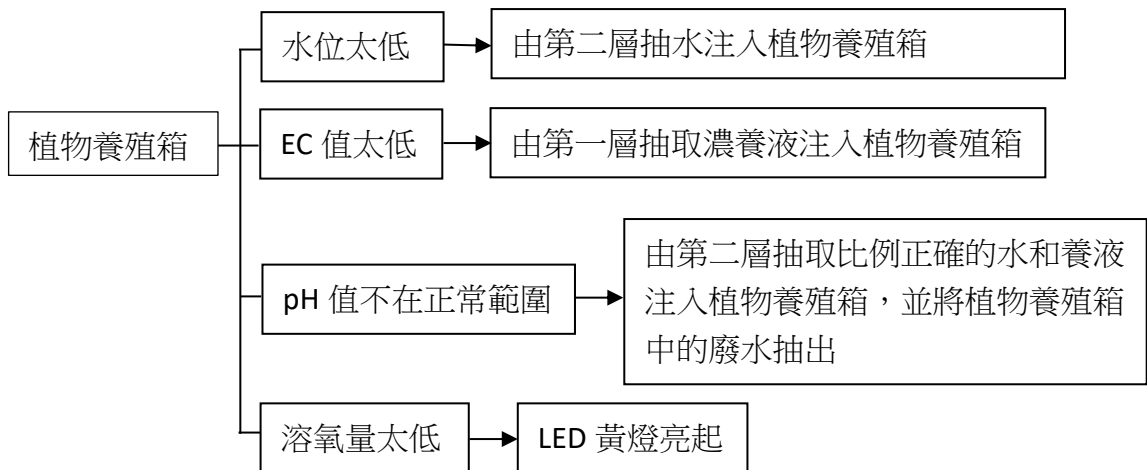 水位太低
由第二層抽水注入植物養殖箱
植物養殖箱
EC 值太低
由第一層抽取濃養液注入植物養殖箱
pH 值不在正常範圍
由第二層抽取比例正確的水和養液
注入植物養殖箱，並將植物養殖箱
中的廢水抽出
溶氧量太低
LED 黃燈亮起